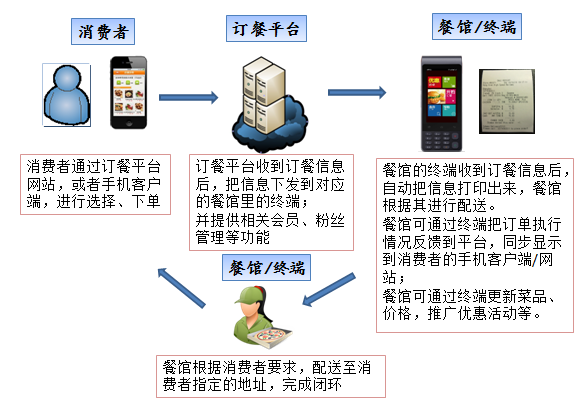 消费者
订餐平台
餐馆/终端
消费者通过订餐平台
网站，或者手机客户
端，进行选择、下单
订餐平台收到订餐信息
后，把信息下发到对应
的餐馆里的终端；
并提供相关会员、粉丝
管理等功能
餐馆的终端收到订餐信息后，
自动把信息打印出来，餐馆
根据其进行配送。
餐馆可通过终端把订单执行
情况反馈到平台，同步显示
到消费者的手机客户端/网
站；
餐馆可通过终端更新菜品、
价格，推广优惠活动等。
餐馆/终端
餐馆根据消费者要求，配送至消
费者指定的地址，完成闭环